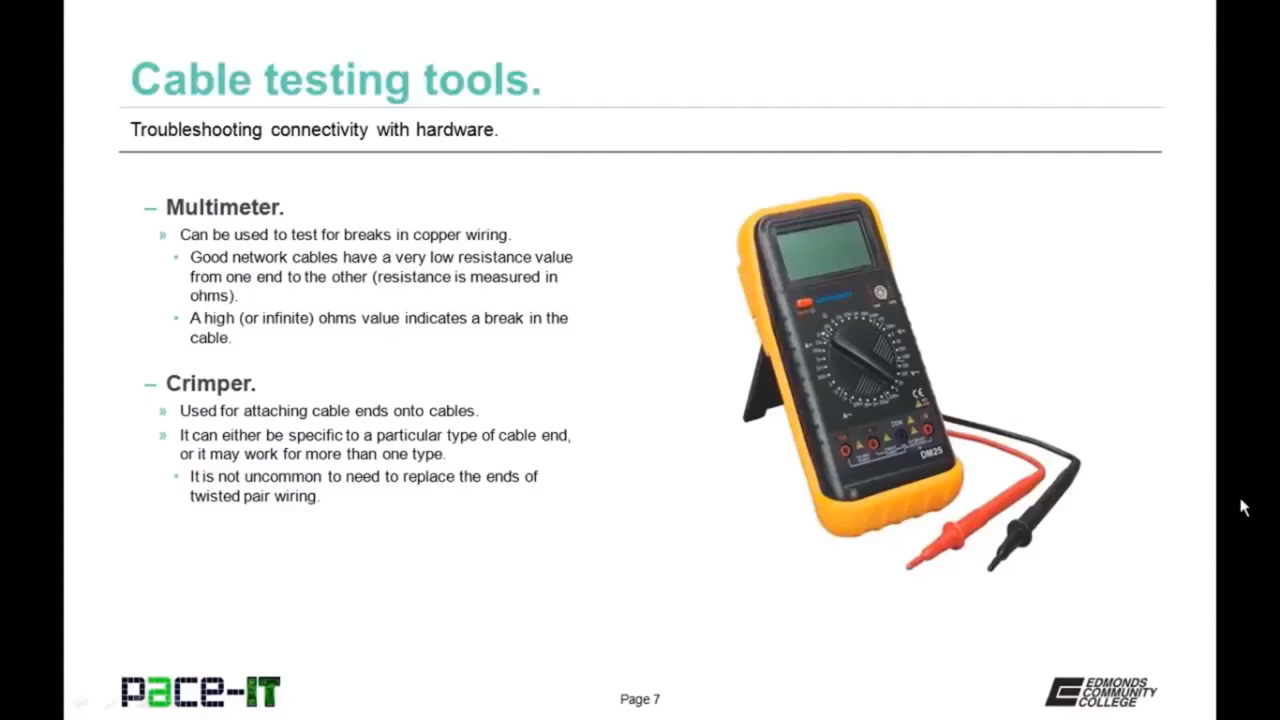 Cable testing tools.
Troubleshooting connectivity with hardware.
– Multimeter.
» Can be used to test for breaks in copper wiring.
• Good network cables have a very low resistance value
from one end to the other (resistance is measured in
ohms).
• A high (or infinite) ohms value indicates a break in the
cable.
– Crimper.
» Used for attaching cable ends onto cables.
» It can either be specific to a particular type of cable end,
or it may work for more than one type.
• It is not uncommon to need to replace the ends of
twisted pair wiring.
CE
COM
DM25
pace-IT
Page 7
EDMONDS
COMMUNITY
COLLEGE